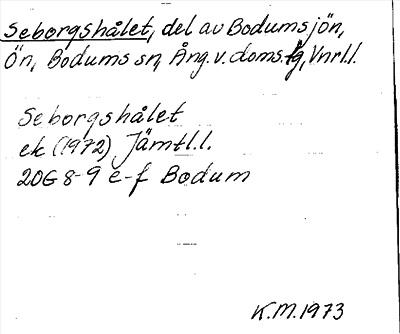 Seborgshålet, del av Bodumsjön,
Ön, Bodums sn, Ång. v. doms.fg, Vnrl.l.
Seborgshålet
ek (1972) Jämtl.l.
20G 8-9 e-f Bodum
K.M.1973